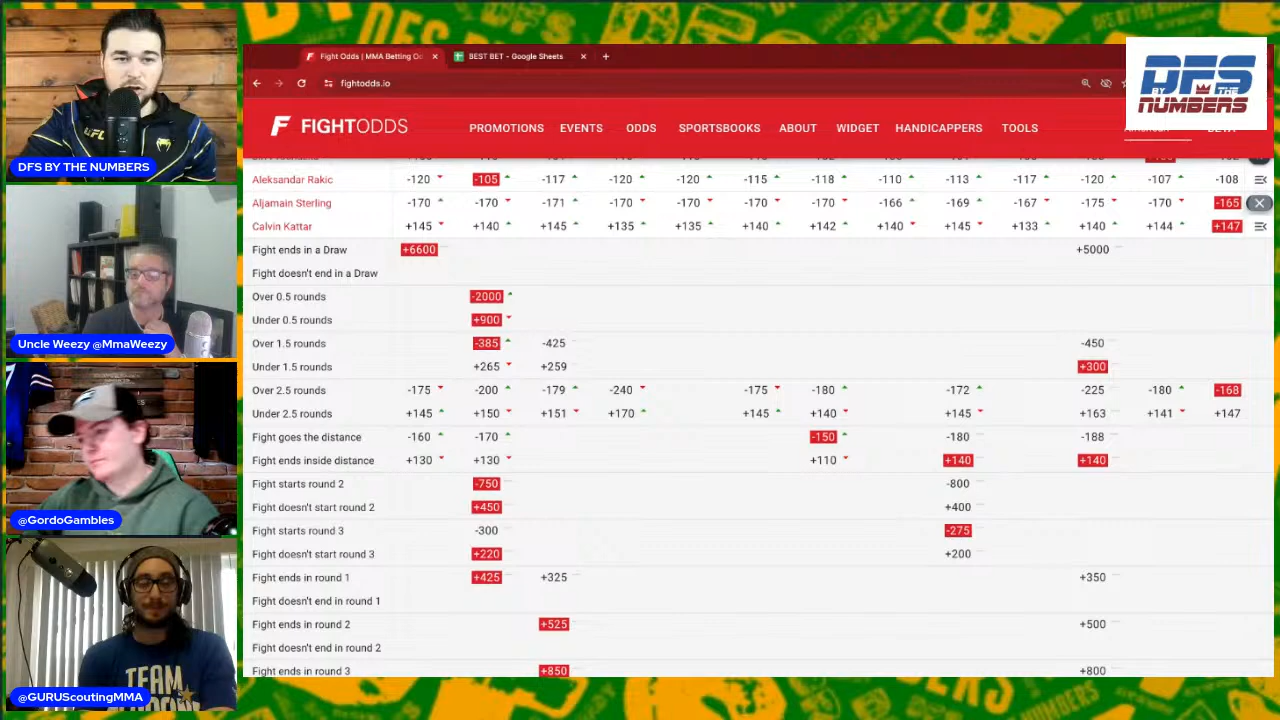 Fight Odds | MMA Betting Oc
BEST BET - Google Sheets
fightodds.io
DFS
BY THE
NUMBERS
FIGHTODDS
PROMOTIONS EVENTS ODDS SPORTSBOOKS ABOUT WIDGET HANDICAPPERS TOOLS
Aleksandar Rakic -120 -105 -117 -120 -120 -115 -118 -110 -113 -117 -120 -107 -108
Aljamain Sterling -170 -170 -171 -170 -170 -170 -170 -166 -169 -167 -175 -170 -165
Calvin Kattar +145 +140 +145 +135 +135 +140 +142 +140 +145 +133 +140 +144 +147
Fight ends in a Draw +6600 +5000
Fight doesn't end in a Draw
Over 0.5 rounds -2000
Under 0.5 rounds +900
Over 1.5 rounds -385 -425 -450
Under 1.5 rounds +265 +259 +300
Over 2.5 rounds -175 -200 -179 -240 -175 -180 -172 -225 -180 -168
Under 2.5 rounds +145 +150 +151 +170 +145 +140 +145 +163 +141 +147
Fight goes the distance -160 -170 -150 -180 -188
Fight ends inside distance +130 +130 +110 +140 +140
Fight starts round 2 -750 -800
Fight doesn't start round 2 +450 +400
Fight starts round 3 -300 -275
Fight doesn't start round 3 +220 +200
Fight ends in round 1 +425 +325 +350
Fight doesn't end in round 1
Fight ends in round 2 +525 +500
Fight doesn't end in round 2
Fight ends in round 3 +850 +800
DFS BY THE NUMBERS
Uncle Weezy @MmaWeezy
@GordoGambles
TEAM
@GURUScoutingMMA